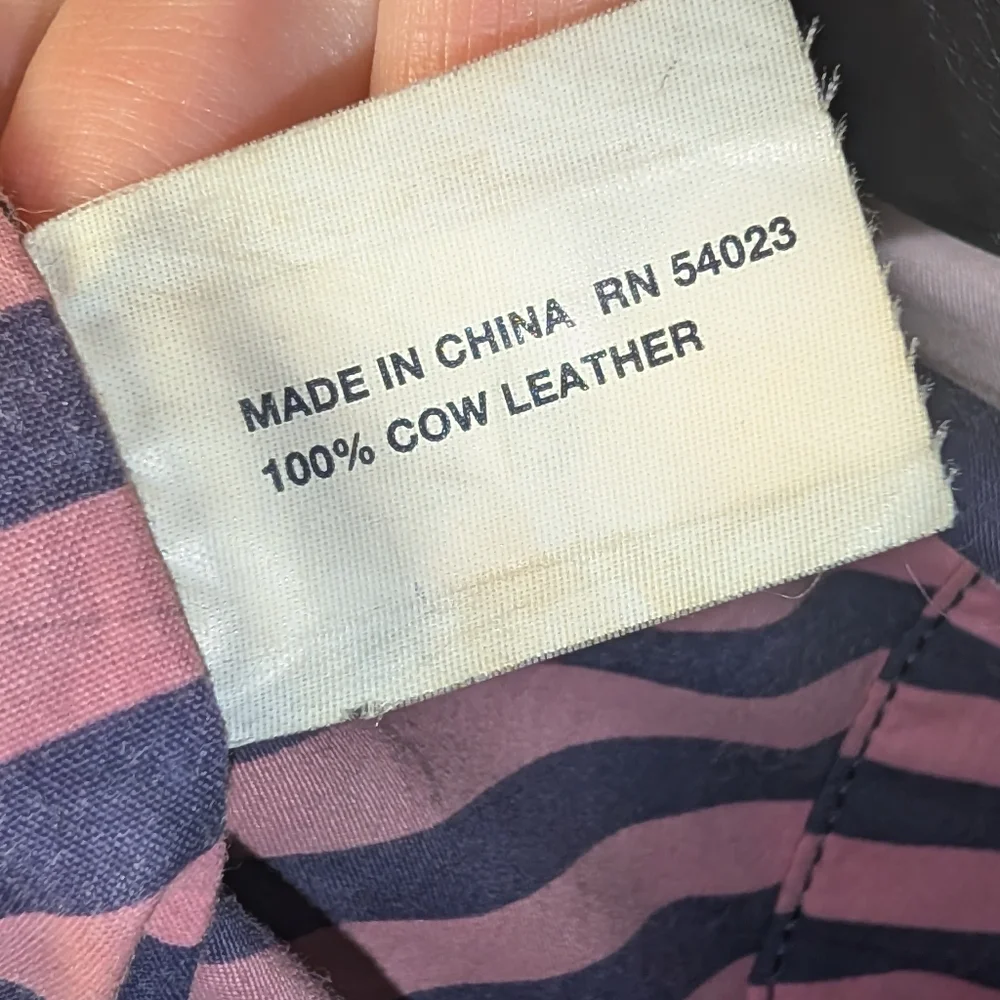 MADE IN CHINA RN 54023
100% COW LEATHER